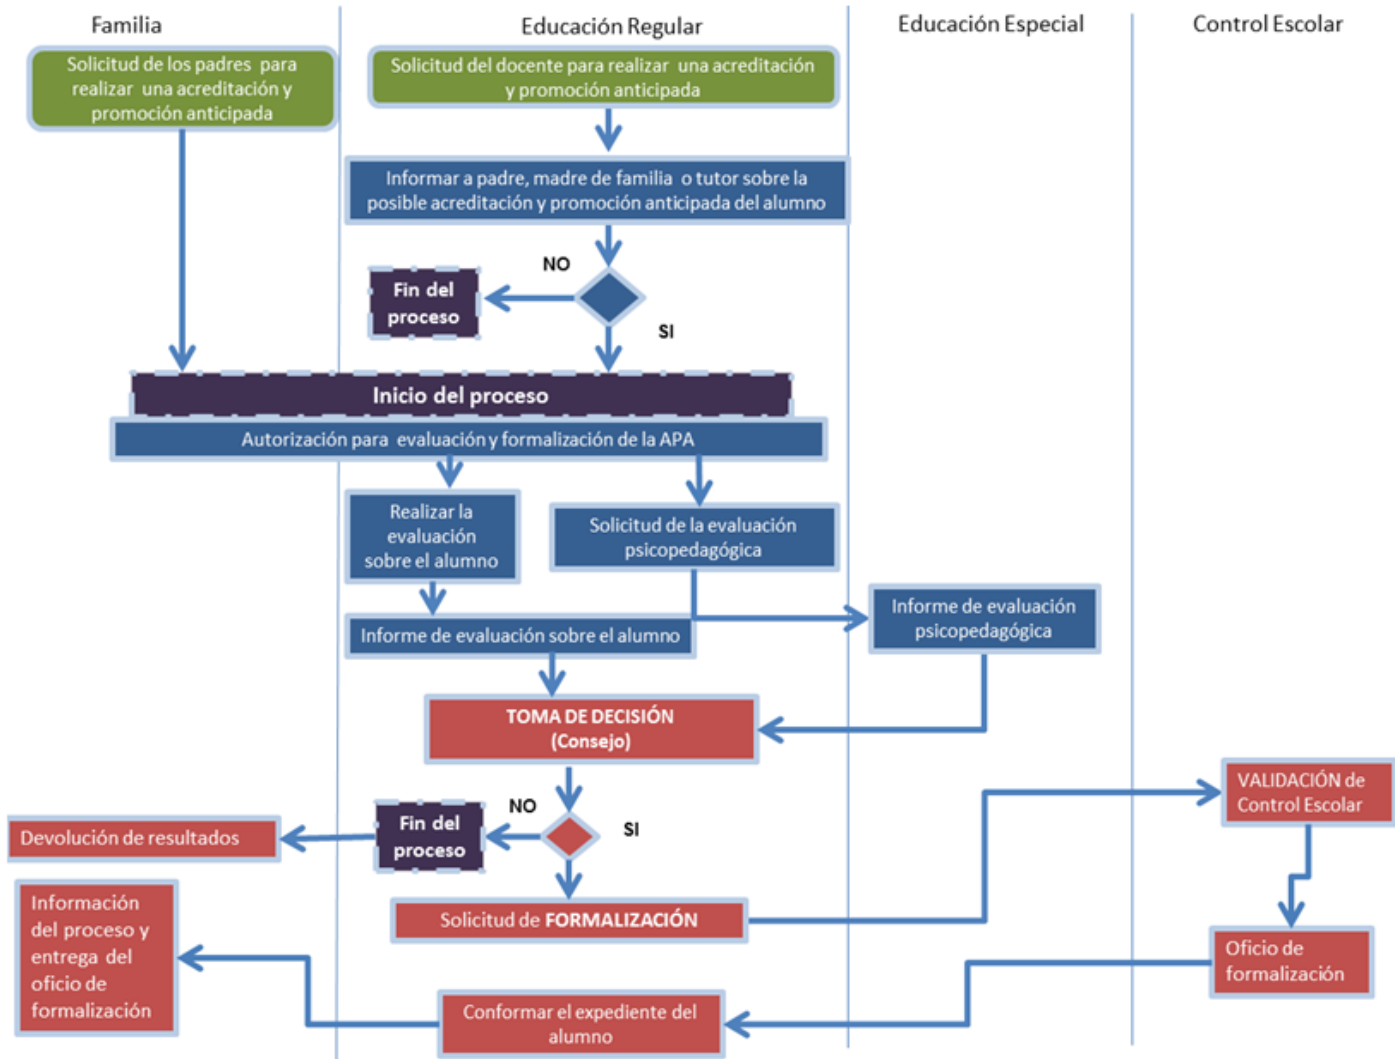 Familia
Educación Regular
Educación Especial
Control Escolar
Solicitud de los padres para
realizar una acreditación y
promoción anticipada
Solicitud del docente para realizar una acreditación
y promoción anticipada
Informar a padre, madre de familia o tutor sobre la
posible acreditación y promoción anticipada del alumno
NO
Fin del
proceso
SI
Inicio del proceso
Autorización para evaluación y formalización de la APA
Realizar la
evaluación
sobre el alumno
Solicitud de la evaluación
psicopedagógica
Informe de evaluación sobre el alumno
Informe de evaluación
psicopedagógica
TOMA DE DECISIÓN
(Consejo)
VALIDACIÓN de
Control Escolar
NO
SI
Fin del
proceso
Devolución de resultados
Solicitud de FORMALIZACIÓN
Información
del proceso y
entrega del
oficio de
formalización
Oficio de
formalización
Conformar el expediente del
alumno